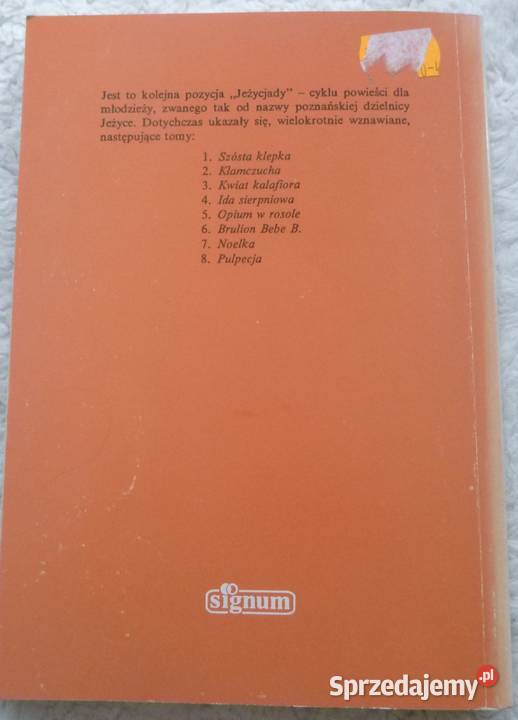 Jest to kolejna pozycja „Jeżycjady” – cyklu powieści dla
młodzieży, zwanego tak od nazwy poznańskiej dzielnicy
Jeżyce. Dotychczas ukazały się, wielokrotnie wznawiane,
następujące tomy:
1. Szósta klepka
2. Kłamczucha
3. Kwiat kalafiora
4. Ida sierpniowa
5. Opium w rosole
6. Brulion Bebe B.
7. Noelka
8. Pulpecja
signum
Sprzedajemy.pl